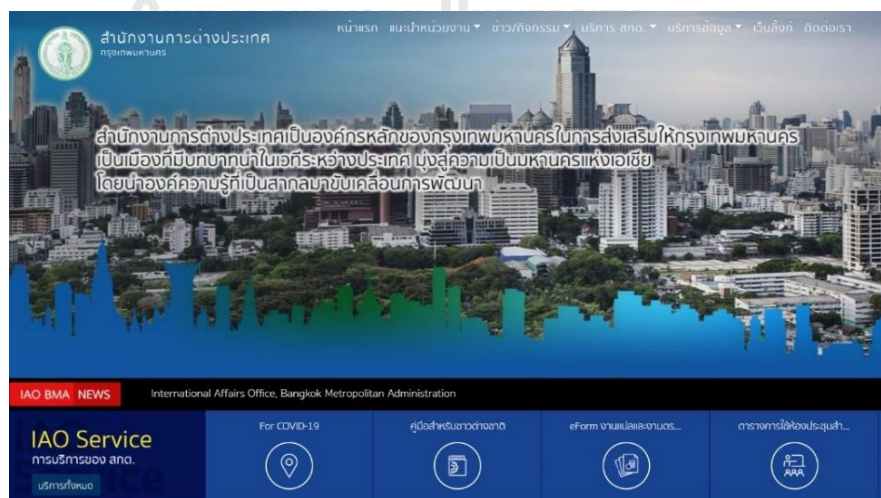 สำนักงานการต่างประเทศ
กรุงเทพมหานคร
หน้าแรก แนะนำหน่วยงาน ข่าว/กิจกรรม บริการ สกต. บริการข้อมูล เว็บลิ้งก์ ติดต่อเรา
สำนักงานการต่างประเทศเป็นองค์กรหลักของกรุงเทพมหานครในการส่งเสริมให้กรุงเทพมหานคร
เป็นเมืองที่มีบทบาทนำในเวทีระหว่างประเทศ มุ่งสู่ความเป็นมหานครแห่งเอเชีย
โดยนำองค์ความรู้ที่เป็นสากลมาขับเคลื่อนการพัฒนา
IAO BMA NEWS International Affairs Office, Bangkok Metropolitan Administration
IAO Service
การบริการของ สกต.
บริการทั้งหมด
For COVID-19
คู่มือสำหรับชาวต่างชาติ
eForm งานแปลและงานตร...
ตารางการใช้ห้องประชุมสำ...